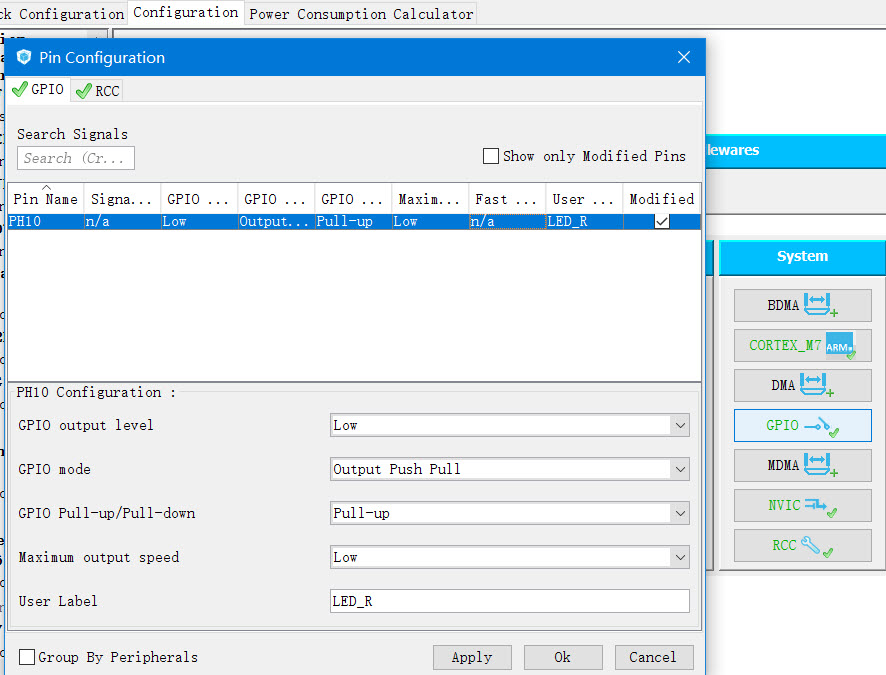 ck Configuration
Configuration
Power Consumption Calculator
Pin Configuration
GPIO
RCC
Search Signals
Search (Cr...
Show only Modified Pins
lewares
Pin Name
Signa...
GPIO ...
GPIO ...
GPIO ...
Maxim...
Fast ...
User ...
Modified
PH10
n/a
Low
Output...
Pull-up
Low
n/a
LED_R
System
BDMA
CORTEX_M7
ARM
DMA
GPIO
MDMA
NVIC
RCC
PH10 Configuration :
GPIO output level
Low
GPIO mode
Output Push Pull
GPIO Pull-up/Pull-down
Pull-up
Maximum output speed
Low
User Label
LED_R
Group By Peripherals
Apply
Ok
Cancel